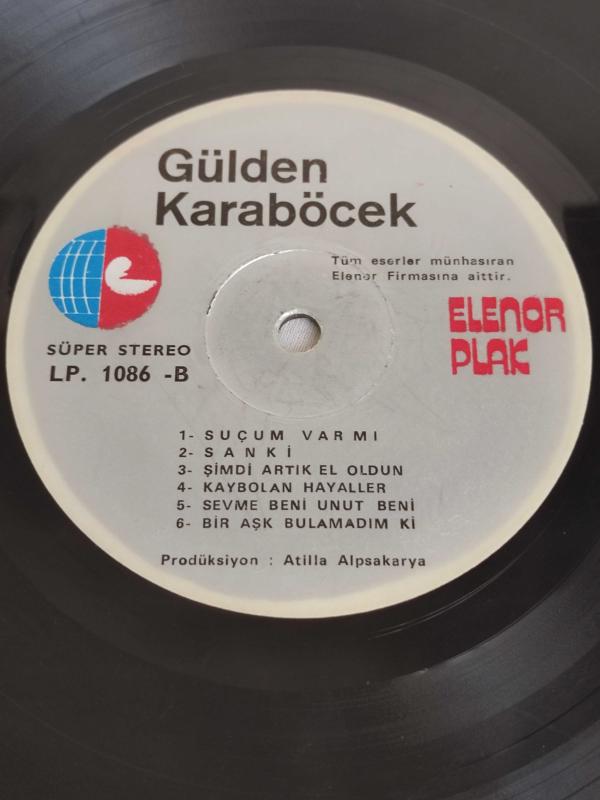 Gülden
Karaböcek
Tüm eserler münhasıran
Elenor Firmasına aittir.
ELENOR
PLAK
SÜPER STEREO
LP. 1086 -B
1- SUÇUM VAR MI
2- SANKİ
3- ŞİMDİ ARTIK EL OLDUN
4- KAYBOLAN HAYALLER
5- SEVME BENİ UNUT BENİ
6- BİR AŞK BULAMADIM Kİ
Prodüksiyon : Atilla Alpsakarya